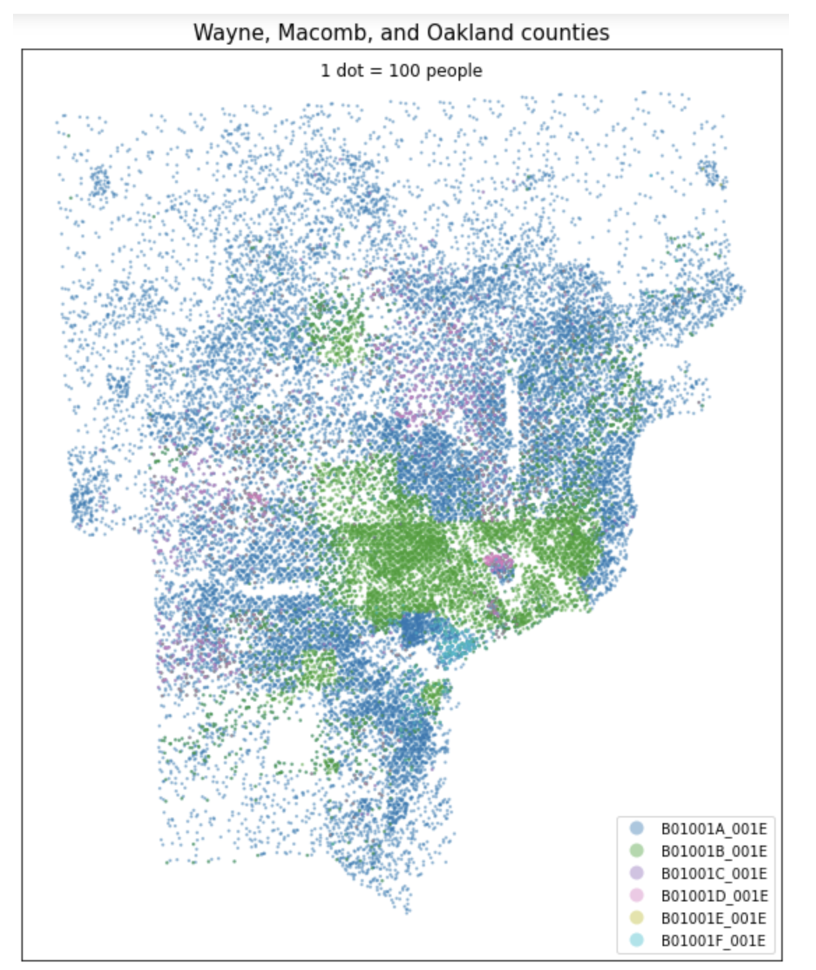 Wayne, Macomb, and Oakland counties
1 dot = 100 people
B01001A_001E
B01001B_001E
B01001C_001E
B01001D_001E
B01001E_001E
B01001F_001E